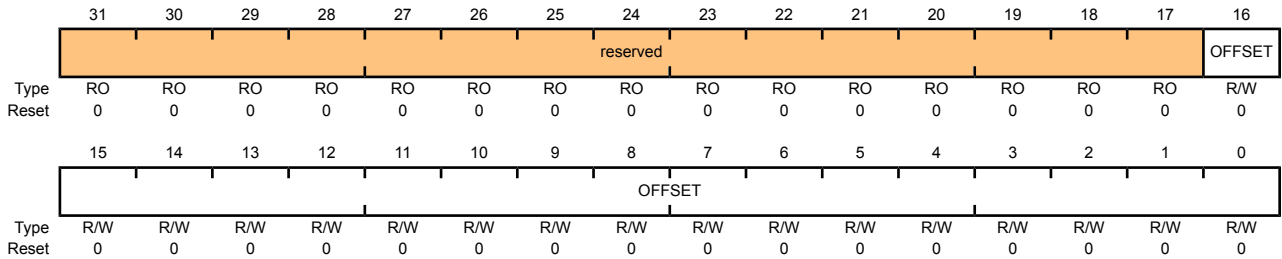 31 30 29 28 27 26 25 24 23 22 21 20 19 18 17 16
reserved OFFSET
Type RO RO RO RO RO RO RO RO RO RO RO RO RO RO RO R/W
Reset 0 0 0 0 0 0 0 0 0 0 0 0 0 0 0 0
15 14 13 12 11 10 9 8 7 6 5 4 3 2 1 0
OFFSET
Type R/W R/W R/W R/W R/W R/W R/W R/W R/W R/W R/W R/W R/W R/W R/W R/W
Reset 0 0 0 0 0 0 0 0 0 0 0 0 0 0 0 0